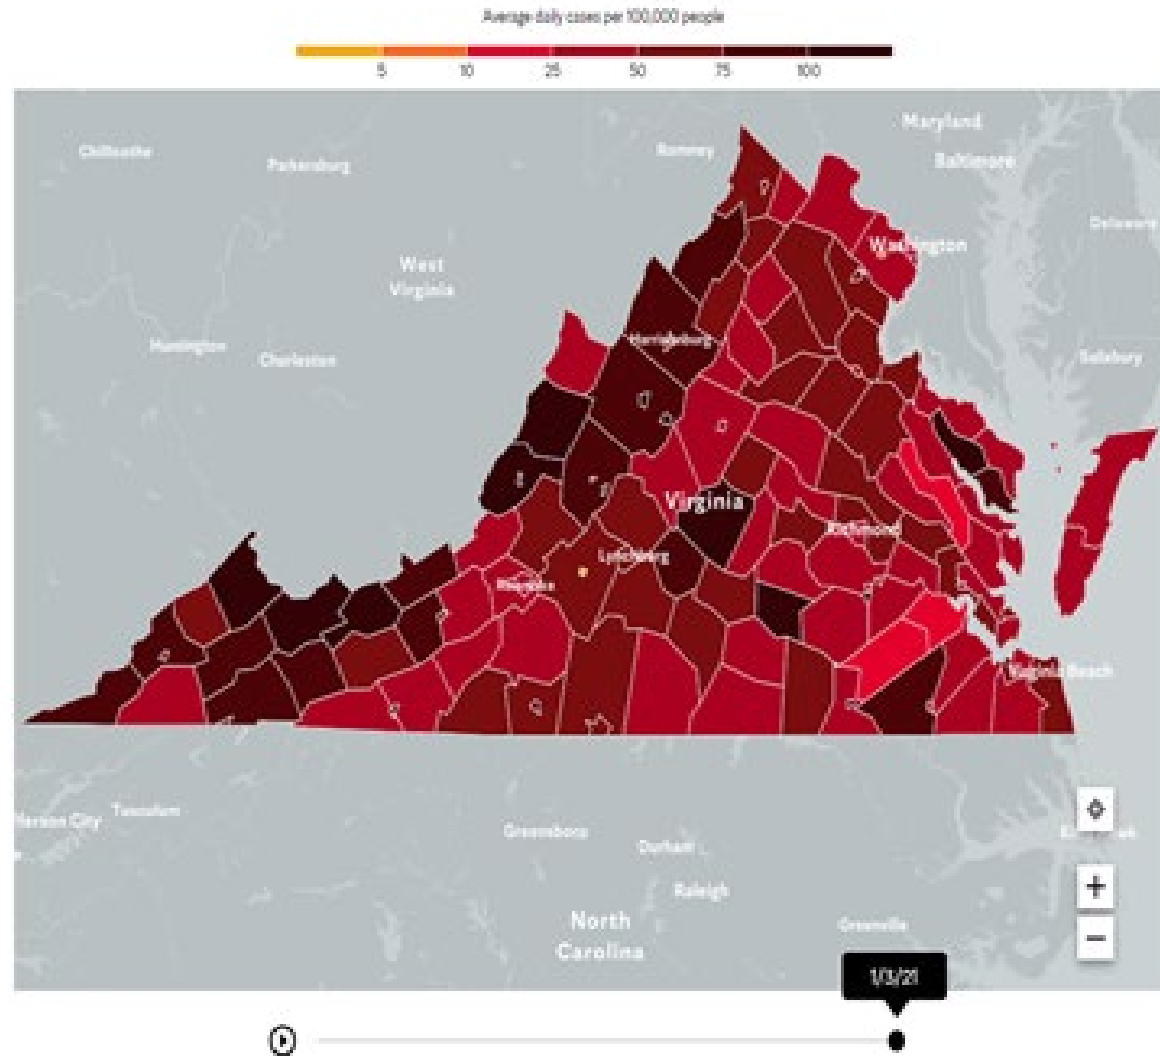 Average daily cases per 100,000 people
5 10 25 50 75 100
Maryland
Chillicothe
Romney
Baltimore
Parkersburg
Delaware
Washington
West
Virginia
Harrisburg
Huntington
Charleston
Salisbury
Virginia
Richmond
Lynchburg
Roanoke
Virginia Beach
Tusculum
Greensboro
Durham
Raleigh
North
Carolina
Greenville
+
−
1/3/21